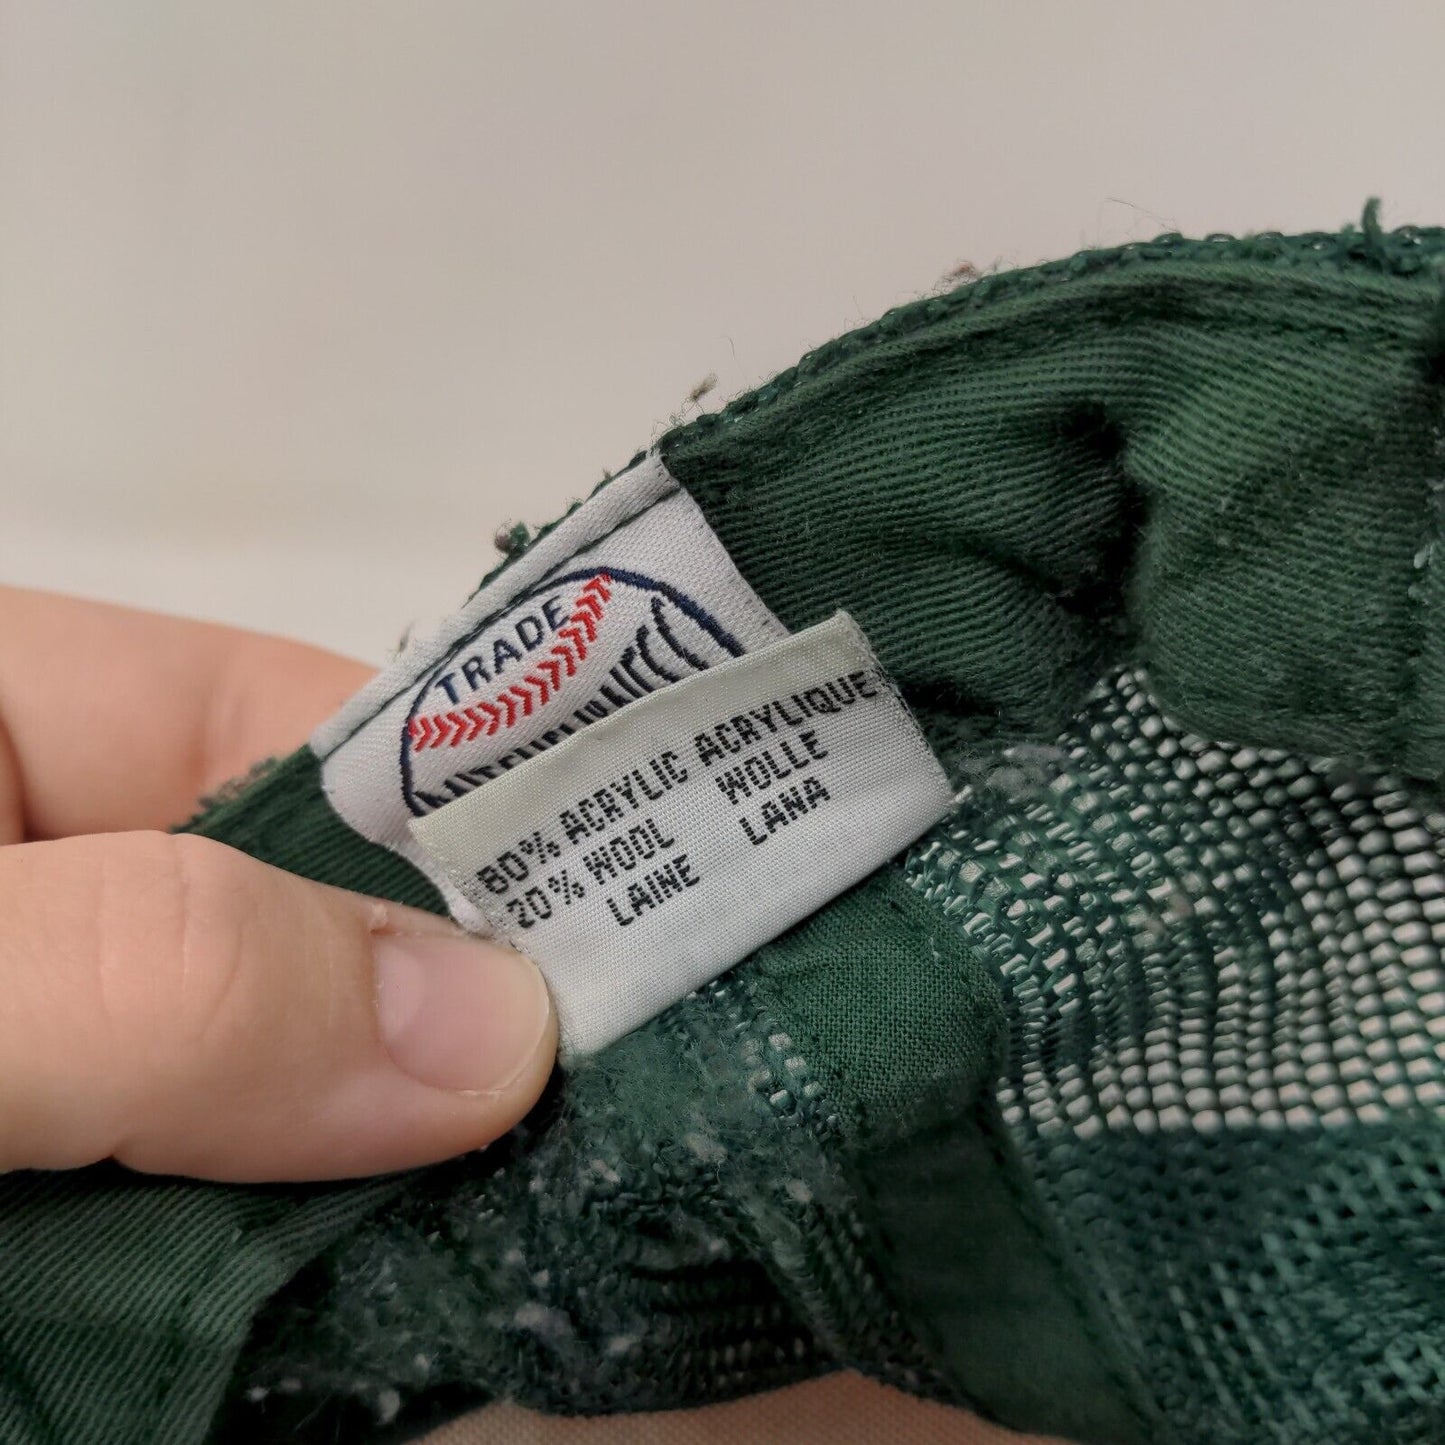 TRADE
80% ACRYLIC ACRYLIQUE
20% WOOL WOLLE
LAINE LANA